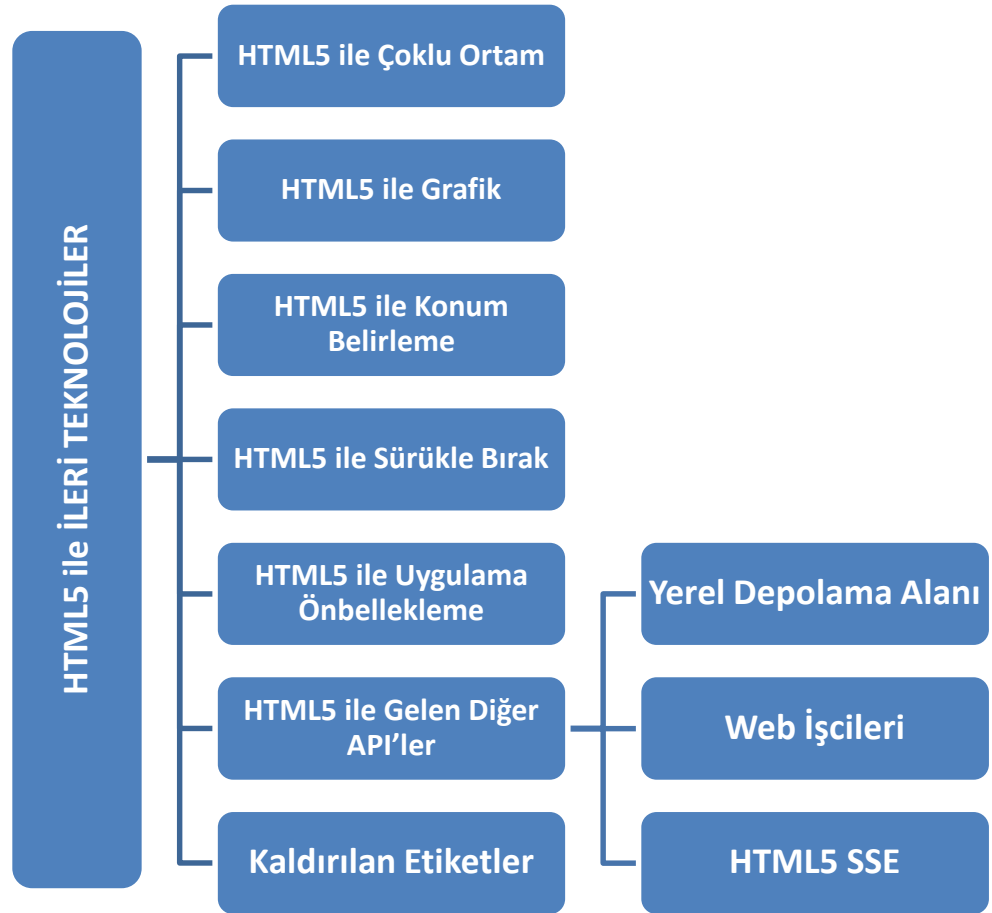 HTML5 ile İLERİ TEKNOLOJİLER
HTML5 ile Çoklu Ortam
HTML5 ile Grafik
HTML5 ile Konum
Belirleme
HTML5 ile Sürükle Bırak
HTML5 ile Uygulama
Önbellekleme
HTML5 ile Gelen Diğer
API’ler
Yerel Depolama Alanı
Web İşcileri
HTML5 SSE
Kaldırılan Etiketler